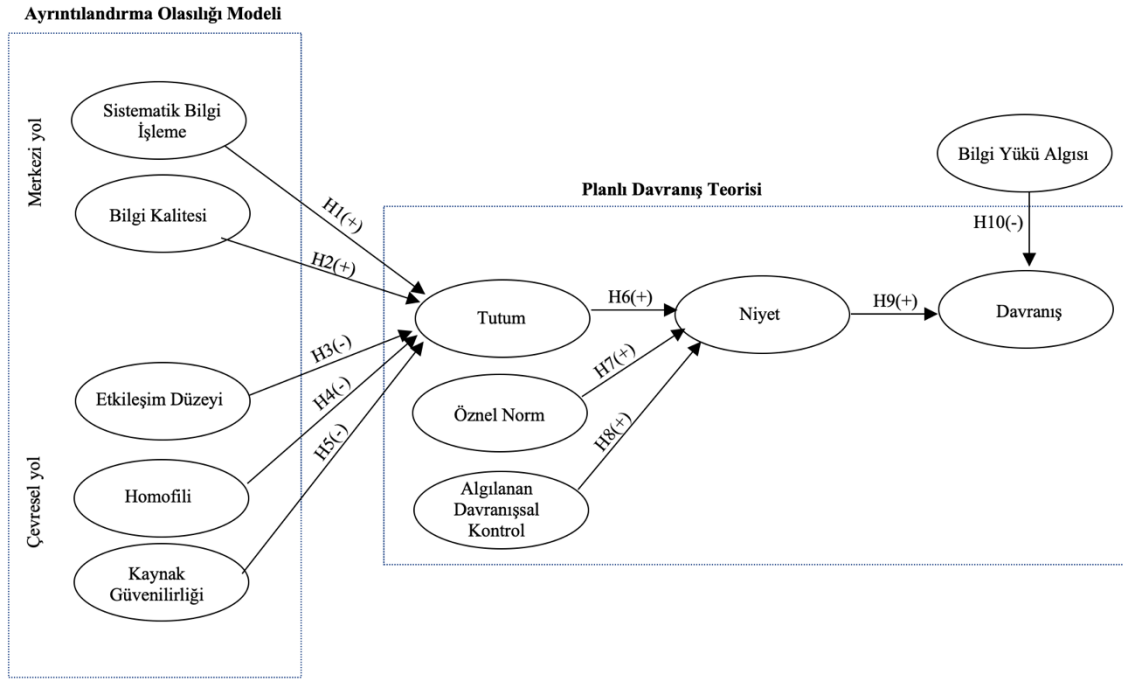 Ayrıntılandırma Olasılığı Modeli
Merkezi yol
Sistematik Bilgi
İşleme
Bilgi Kalitesi
H1(+)
H2(+)
Çevresel yol
Etkileşim Düzeyi
Homofili
Kaynak
Güvenilirliği
H3(-)
H4(-)
H5(-)
Planlı Davranış Teorisi
Tutum
Öznel Norm
Algılanan
Davranışsal
Kontrol
H6(+)
H7(+)
H8(+)
Niyet
H9(+)
Bilgi Yükü Algısı
H10(-)
Davranış